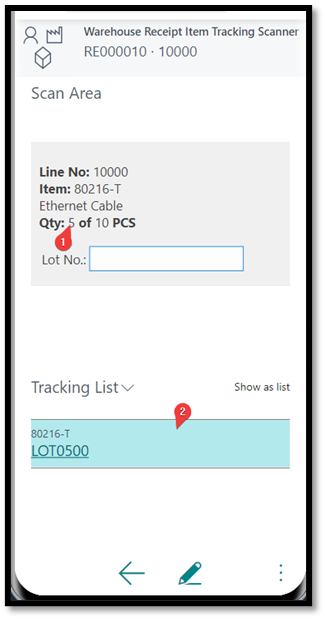 Warehouse Receipt Item Tracking Scanner
RE000010 · 10000
Scan Area
Line No: 10000
Item: 80216-T
Ethernet Cable
Qty: 5 of 10 PCS
1
Lot No.:
Tracking List
Show as list
2
80216-T
LOT0500